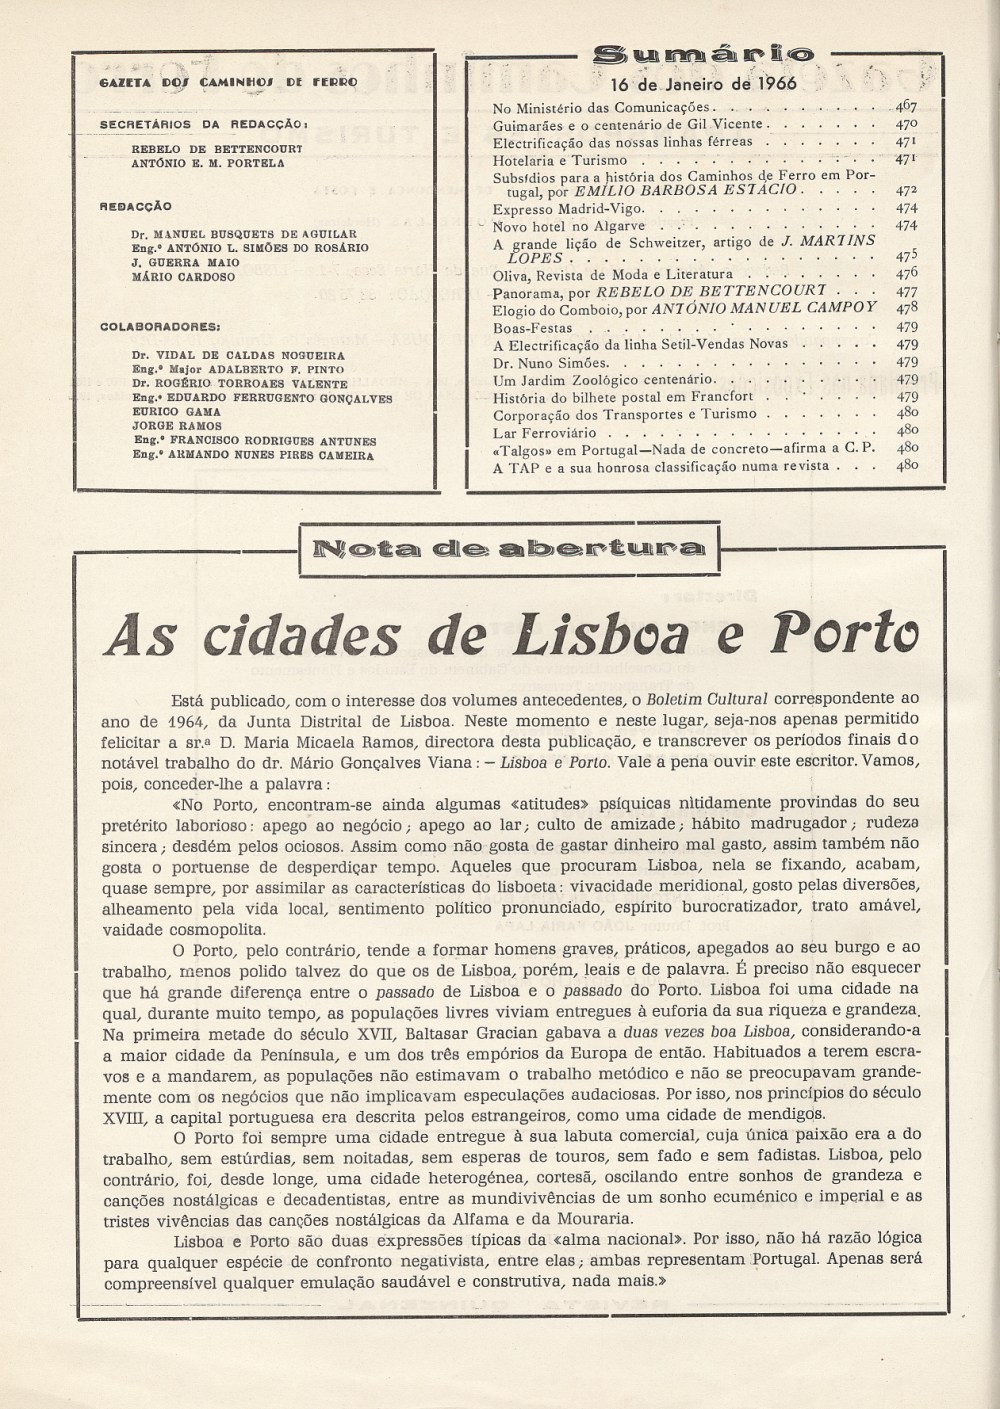 GAZETA DOS CAMINHOS DE FERRO
SECRETÁRIOS DA REDACÇÃO:
REBELO DE BETTENCOURT
ANTÓNIO E. M. PORTELA
REDACÇÃO
Dr. MANUEL BUSQUETS DE AGUILAR
Eng.º ANTÓNIO L. SIMÕES DO ROSÁRIO
J. GUERRA MAIO
MÁRIO CARDOSO
COLABORADORES:
Dr. VIDAL DE CALDAS NOGUEIRA
Eng.º Major ADALBERTO F. PINTO
Dr. ROGÉRIO TORROAES VALENTE
Eng.º EDUARDO FERRUGENTO GONÇALVES
EURICO GAMA
JORGE RAMOS
Eng.º FRANCISCO RODRIGUES ANTUNES
Eng.º ARMANDO NUNES PIRES CAMEIRA
Sumário
16 de Janeiro de 1966
No Ministério das Comunicações . . . . . . . . . . 467
Guimarães e o centenário de Gil Vicente . . . . . . . 470
Electrificação das nossas linhas férreas . . . . . . . 471
Hotelaria e Turismo . . . . . . . . . . . . . . 471
Subsídios para a história dos Caminhos de Ferro em Por-
tugal, por EMÍLIO BARBOSA ESTÁCIO . . . . . 472
Expresso Madrid-Vigo. . . . . . . . . . . . . . 474
Novo hotel no Algarve . . . . . . . . . . . . . 474
A grande lição de Schweitzer, artigo de J. MARTINS
LOPES . . . . . . . . . . . . . . . . . . 475
Oliva, Revista de Moda e Literatura . . . . . . . . 476
Panorama, por REBELO DE BETTENCOURT . . . 477
Elogio do Comboio, por ANTÓNIO MANUEL CAMPOY 478
Boas-Festas . . . . . . . . . . . . . . . . . 479
A Electrificação da linha Setil-Vendas Novas . . . . . 479
Dr. Nuno Simões. . . . . . . . . . . . . . . . 479
Um Jardim Zoológico centenário. . . . . . . . . . 479
História do bilhete postal em Francfort . . . . . . . 479
Corporação dos Transportes e Turismo . . . . . . . 480
Lar Ferroviário . . . . . . . . . . . . . . . . 480
«Talgos» em Portugal—Nada de concreto—afirma a C. P. 480
A TAP e a sua honrosa classificação numa revista . . . 480
Nota de abertura
As cidades de Lisboa e Porto
Está publicado, com o interesse dos volumes antecedentes, o Boletim Cultural correspondente ao
ano de 1964, da Junta Distrital de Lisboa. Neste momento e neste lugar, seja-nos apenas permitido
felicitar a sr.ª D. Maria Micaela Ramos, directora desta publicação, e transcrever os períodos finais do
notável trabalho do dr. Mário Gonçalves Viana : — Lisboa e Porto. Vale a pena ouvir este escritor. Vamos,
pois, conceder-lhe a palavra :
«No Porto, encontram-se ainda algumas «atitudes» psíquicas nìtidamente provindas do seu
pretérito laborioso : apego ao negócio ; apego ao lar ; culto de amizade ; hábito madrugador ; rudeza
sincera ; desdém pelos ociosos. Assim como não gosta de gastar dinheiro mal gasto, assim também não
gosta o portuense de desperdiçar tempo. Aqueles que procuram Lisboa, nela se fixando, acabam,
quase sempre, por assimilar as características do lisboeta : vivacidade meridional, gosto pelas diversões,
alheamento pela vida local, sentimento político pronunciado, espírito burocratizador, trato amável,
vaidade cosmopolita.
O Porto, pelo contrário, tende a formar homens graves, práticos, apegados ao seu burgo e ao
trabalho, menos polido talvez do que os de Lisboa, porém, leais e de palavra. É preciso não esquecer
que há grande diferença entre o passado de Lisboa e o passado do Porto. Lisboa foi uma cidade na
qual, durante muito tempo, as populações livres viviam entregues à euforia da sua riqueza e grandeza.
Na primeira metade do século XVII, Baltasar Gracian gabava a duas vezes boa Lisboa, considerando-a
a maior cidade da Península, e um dos três empórios da Europa de então. Habituados a terem escra-
vos e a mandarem, as populações não estimavam o trabalho metódico e não se preocupavam grande-
mente com os negócios que não implicavam especulações audaciosas. Por isso, nos princípios do século
XVIII, a capital portuguesa era descrita pelos estrangeiros, como uma cidade de mendigos.
O Porto foi sempre uma cidade entregue à sua labuta comercial, cuja única paixão era a do
trabalho, sem estúrdias, sem noitadas, sem esperas de touros, sem fado e sem fadistas. Lisboa, pelo
contrário, foi, desde longe, uma cidade heterogénea, cortesã, oscilando entre sonhos de grandeza e
canções nostálgicas e decadentistas, entre as mundivivências de um sonho ecuménico e imperial e as
tristes vivências das canções nostálgicas da Alfama e da Mouraria.
Lisboa e Porto são duas expressões típicas da «alma nacional». Por isso, não há razão lógica
para qualquer espécie de confronto negativista, entre elas ; ambas representam Portugal. Apenas será
compreensível qualquer emulação saudável e construtiva, nada mais.»